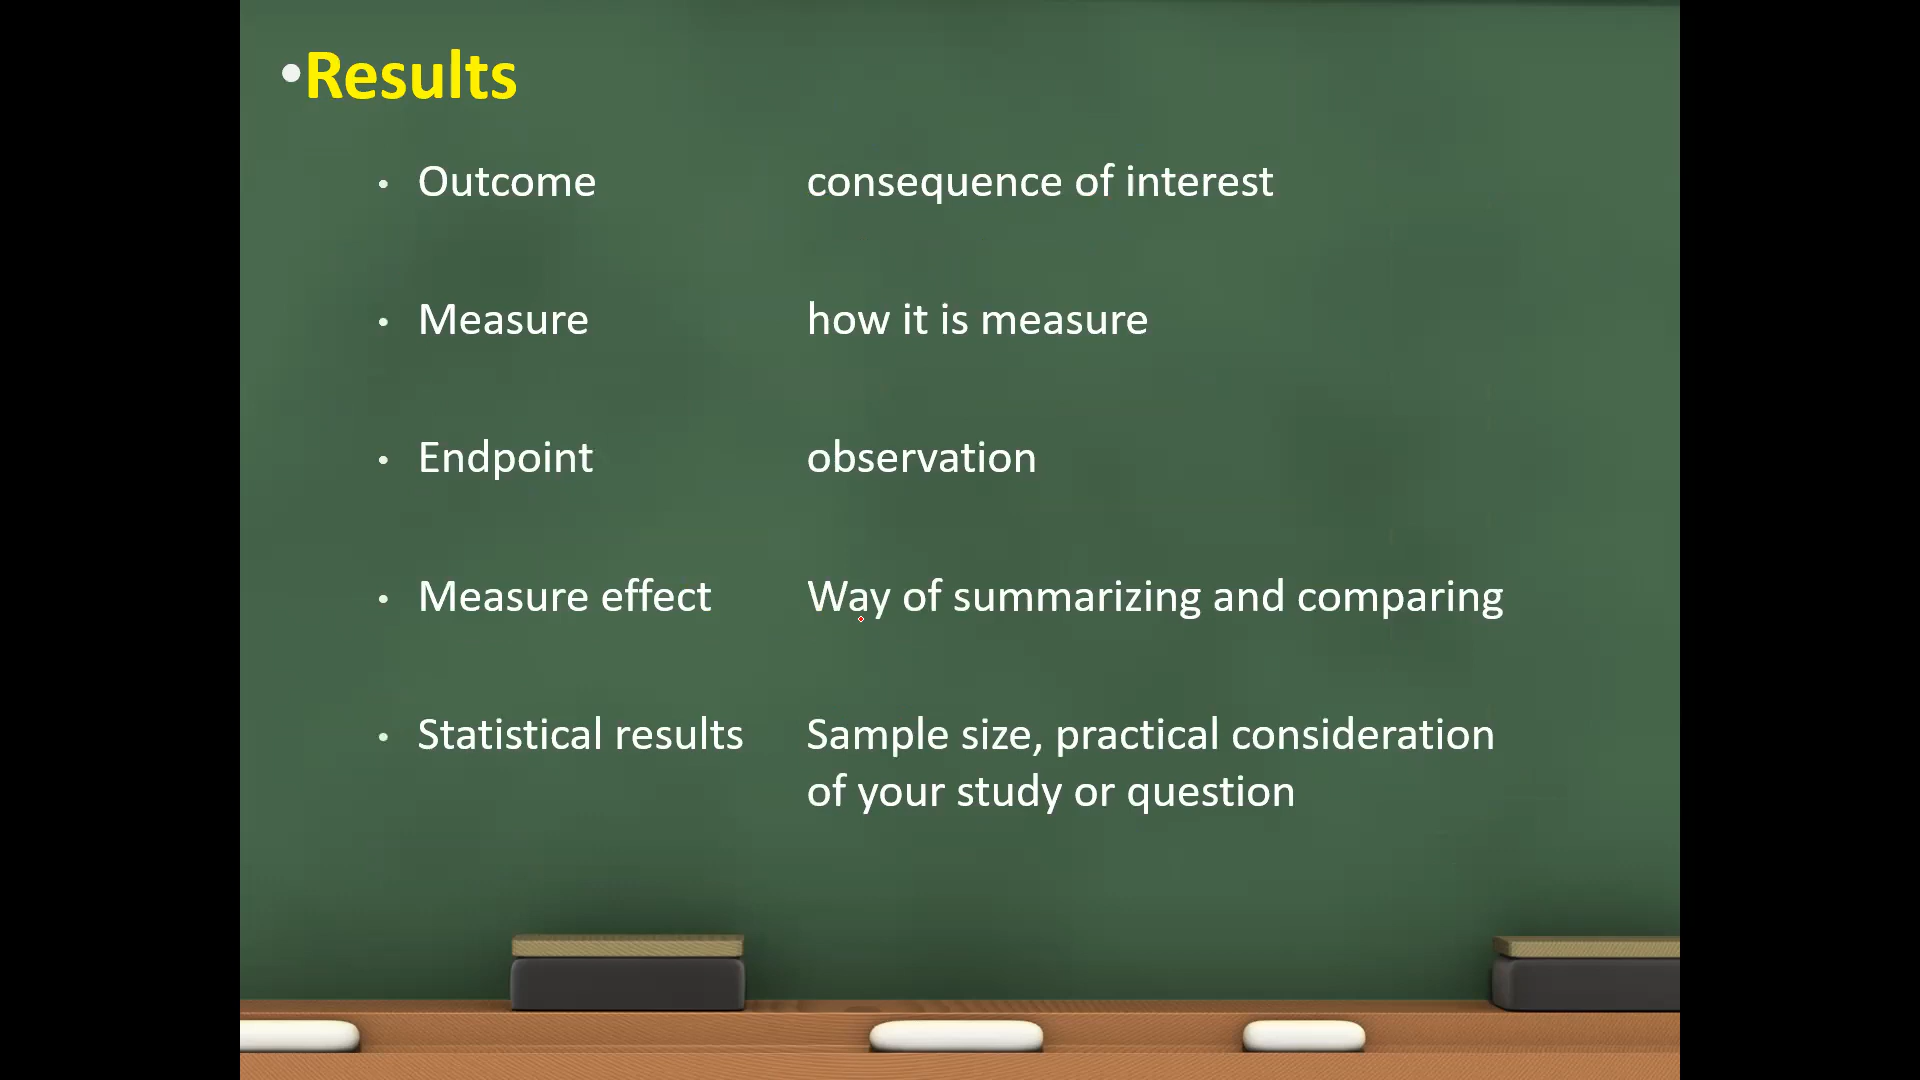 •Results
• Outcome consequence of interest
• Measure how it is measure
• Endpoint observation
• Measure effect Way of summarizing and comparing
• Statistical results Sample size, practical consideration
of your study or question